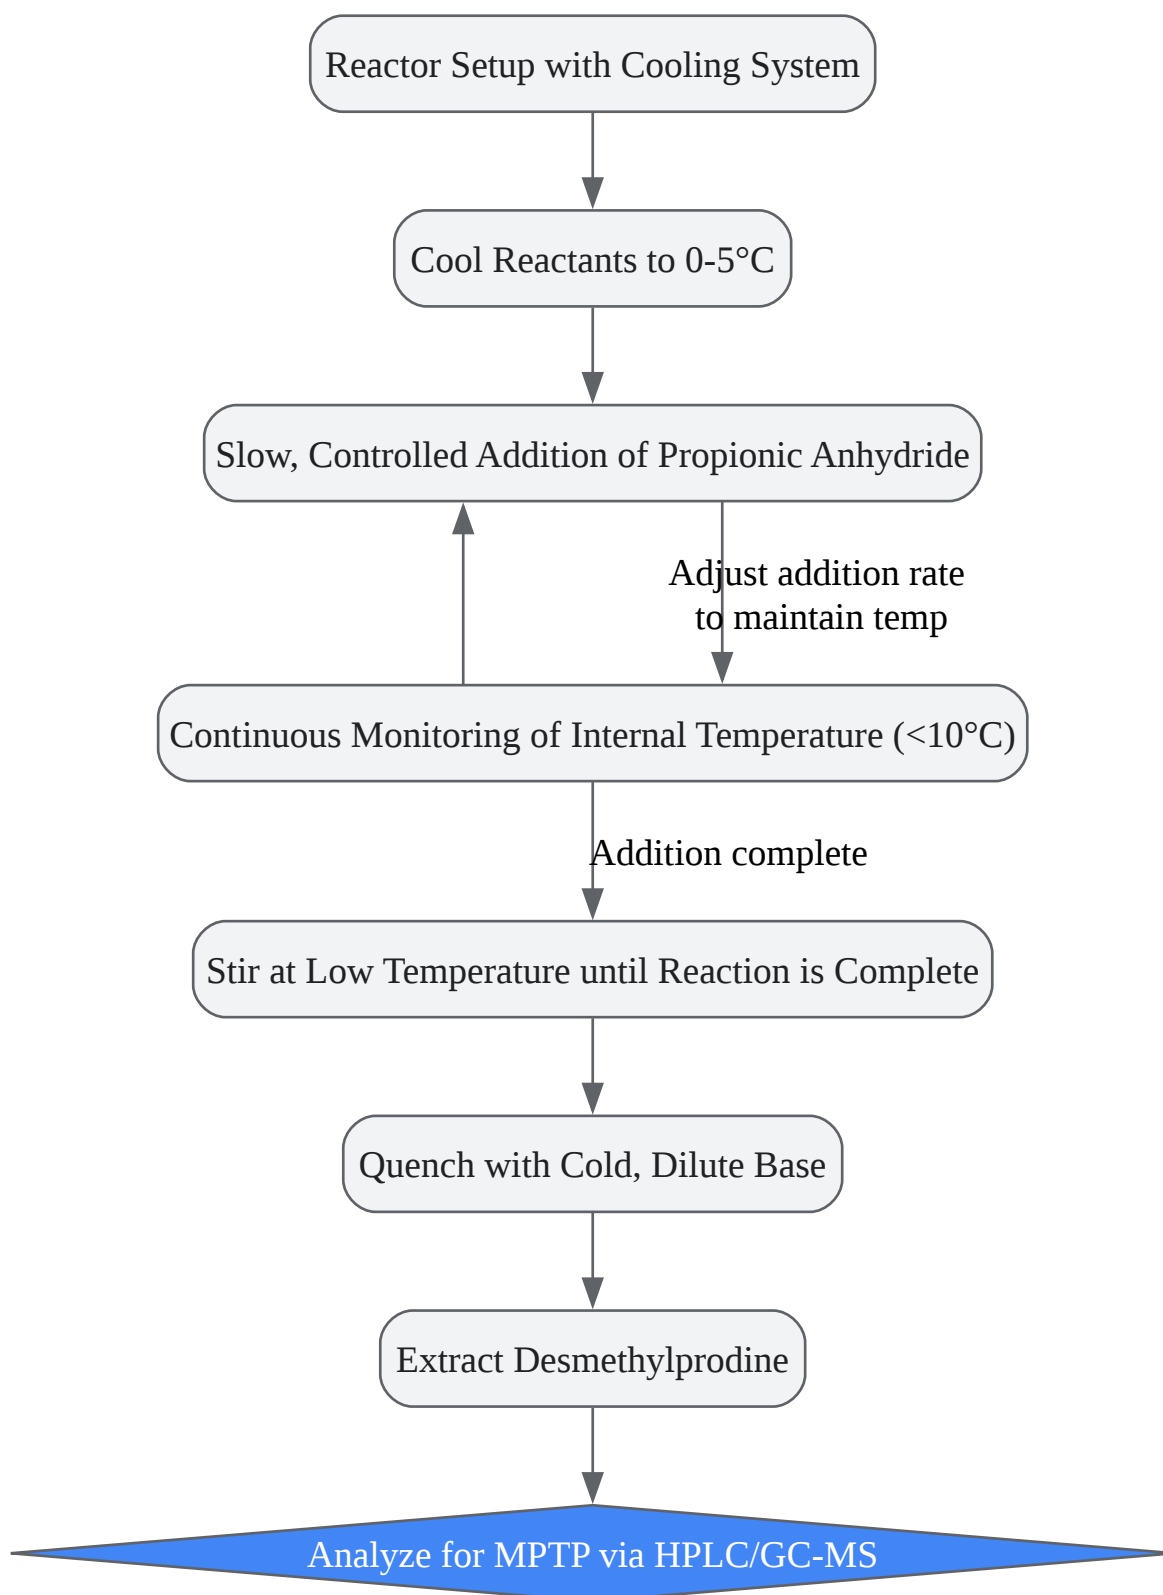 Reactor Setup with Cooling System
Cool Reactants to 0-5°C
Slow, Controlled Addition of Propionic Anhydride
Adjust addition rate
to maintain temp
Continuous Monitoring of Internal Temperature (<10°C)
Addition complete
Stir at Low Temperature until Reaction is Complete
Quench with Cold, Dilute Base
Extract Desmethylprodine
Analyze for MPTP via HPLC/GC-MS